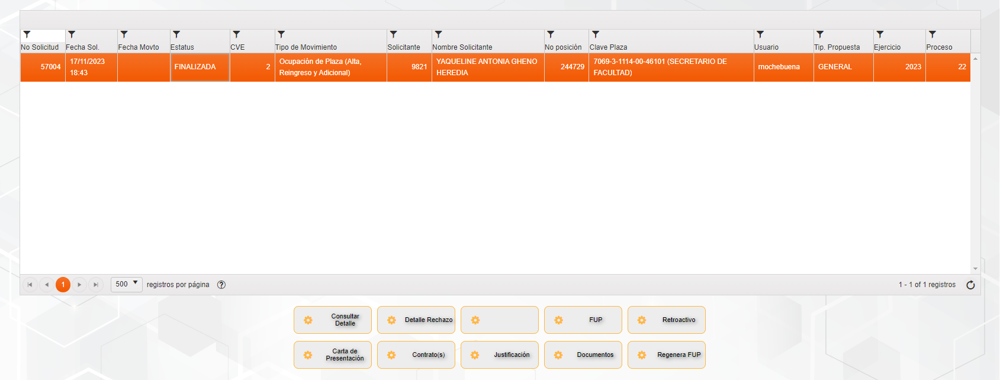 No Solicitud Fecha Sol. Fecha Movto Estatus CVE Tipo de Movimiento Solicitante Nombre Solicitante No posición Clave Plaza Usuario Tip. Propuesta Ejercicio Proceso
57004 17/11/2023 18:43 FINALIZADA 2 Ocupación de Plaza (Alta, Reingreso y Adicional) 9821 YAQUELINE ANTONIA GHENO HEREDIA 244729 7069-3-1114-00-46101 (SECRETARIO DE FACULTAD) mochebuena GENERAL 2023 22
1 500 registros por página 1 - 1 of 1 registros
Consultar Detalle
Detalle Rechazo
FUP
Retroactivo
Carta de Presentación
Contrato(s)
Justificación
Documentos
Regenera FUP